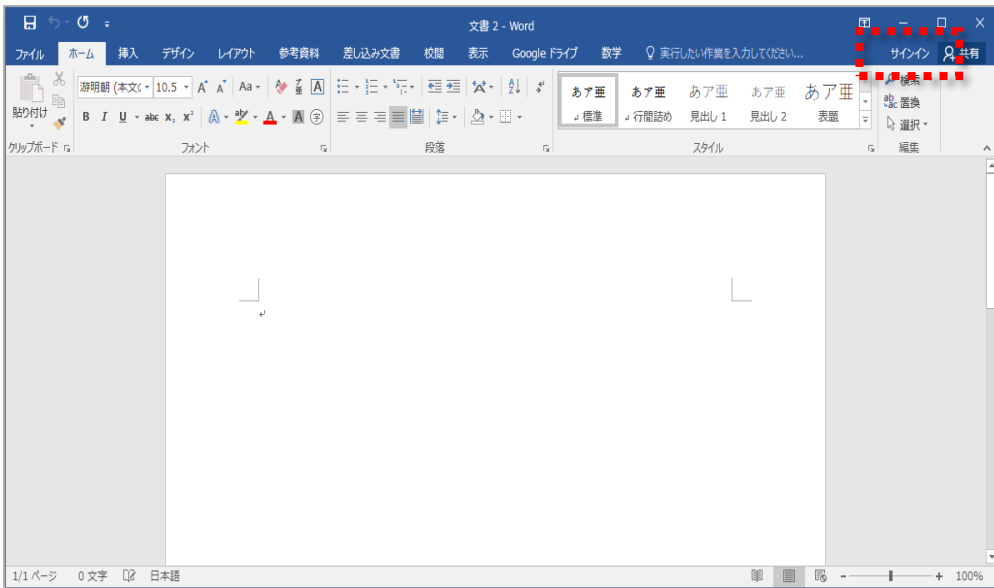 文書 2 - Word
ファイル ホーム 挿入 デザイン レイアウト 参考資料 差し込み文書 校閲 表示 Google ドライブ 数学 実行したい作業を入力してください... サインイン 共有
游明朝 (本文(
10.5
Aa
検索
貼り付け
あア亜 あア亜 あア亜 あア亜 あア亜
置換
B I U abc x₂ x² A aby A A 字
標準 行間詰め 見出し 1 見出し 2 表題
選択
クリップボード フォント 段落 スタイル 編集
1/1 ページ 0 文字 日本語 100%